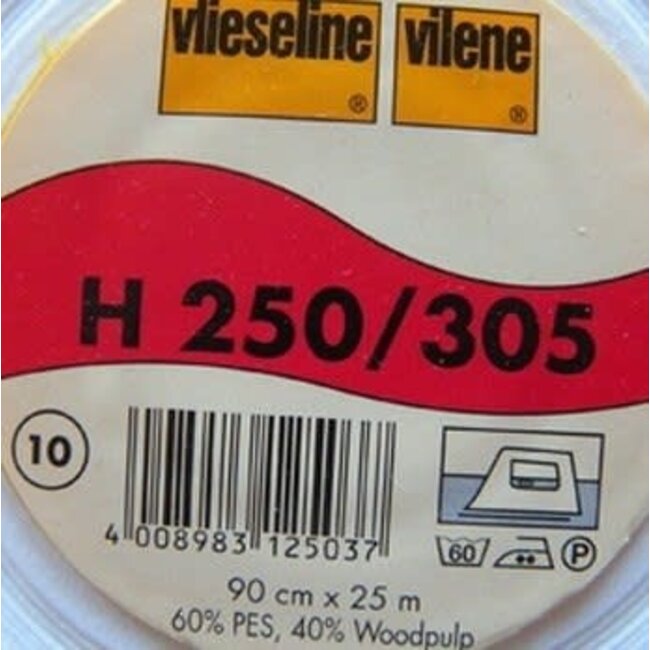 vlieseline vilene
® ®
H 250/305
10
4 008983 125037
60 P
90 cm x 25 m
60% PES, 40% Woodpulp